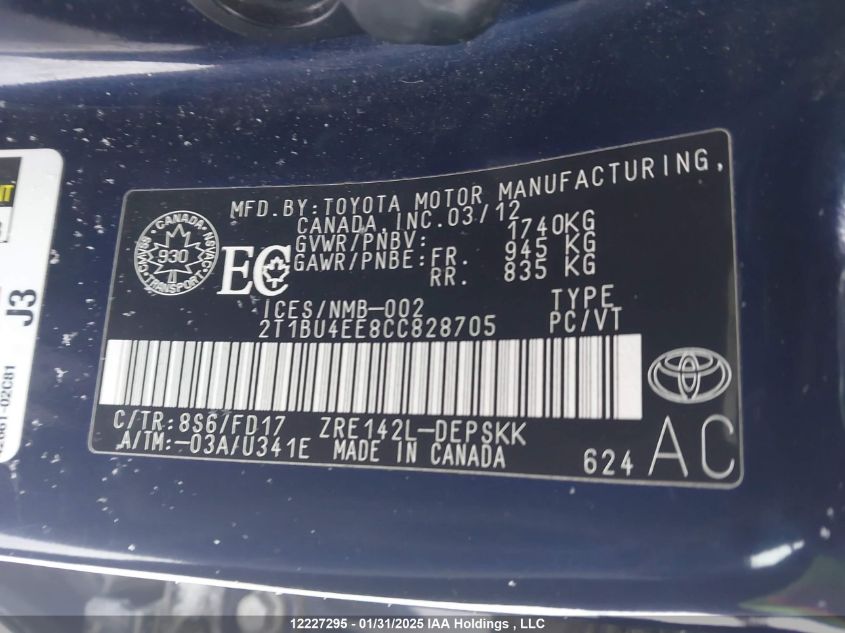 MFD.BY:TOYOTA MOTOR MANUFACTURING,
CANADA,INC.03/12
GVWR/PNBV: 1740KG
GAWR/PNBE:FR. 945 KG
RR. 835 KG
CANADA
CMVSS
930
NSVAC
TRANSPORT
EC
ICES/NMB-002
2T1BU4EE8CC828705
TYPE
PC/VT
C/TR:8S6/FD17 ZRE142L-DEPSKK
A/TM:-03A/U341E MADE IN CANADA
624 AC
J3
12227295 - 01/31/2025 IAA Holdings , LLC